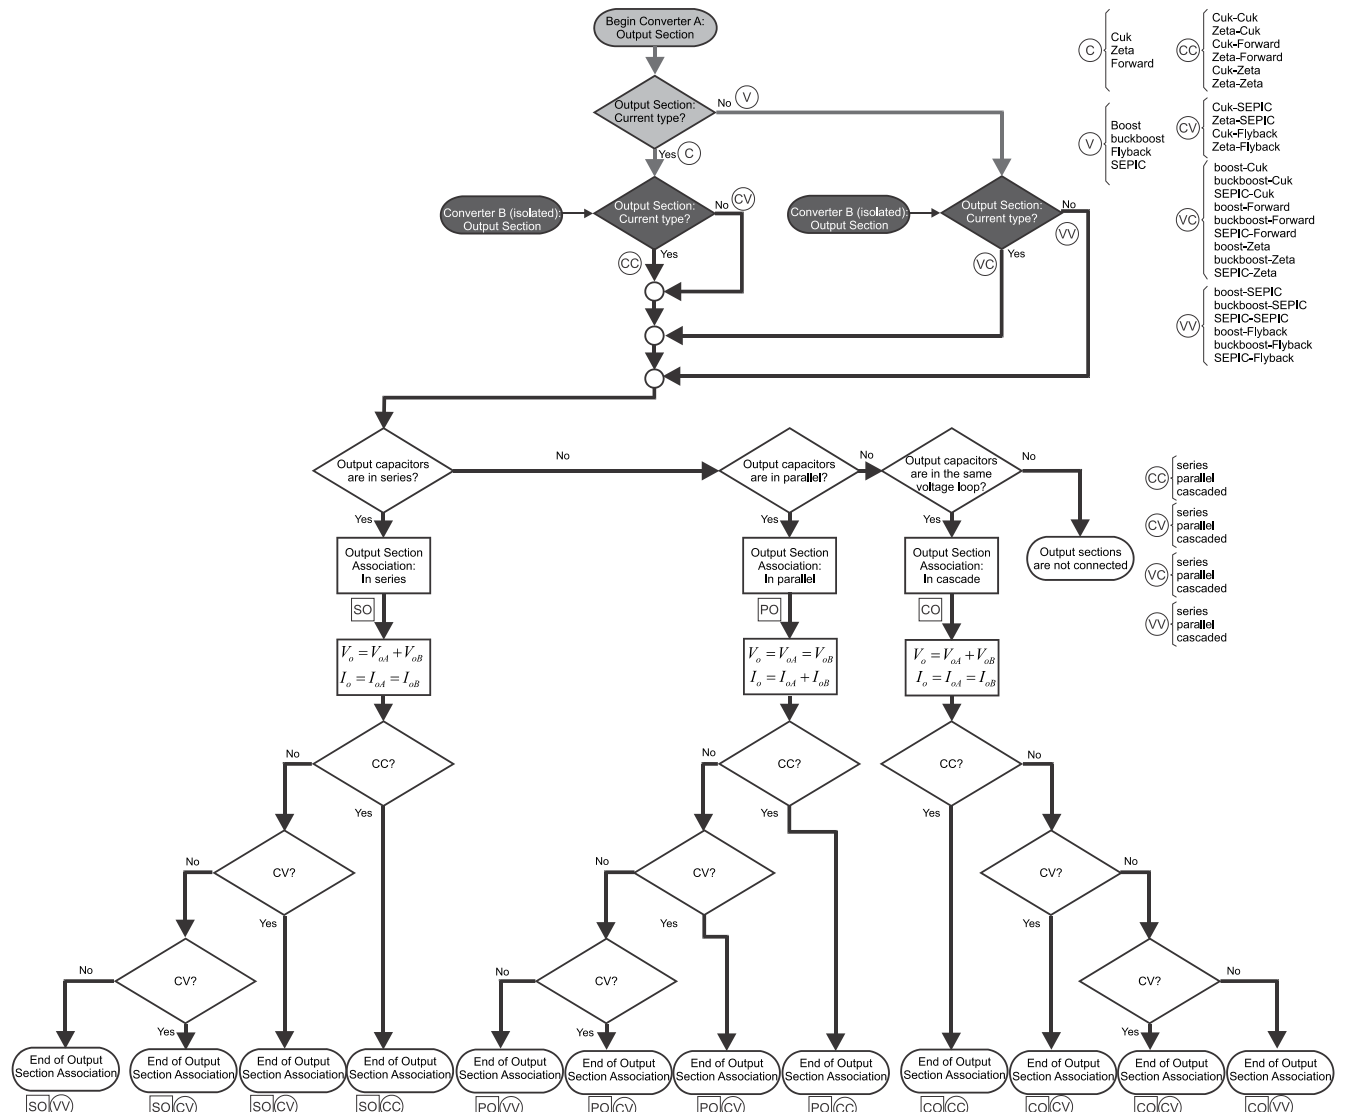 Begin Converter A:
Output Section
Output Section:
Current type?
No
V
Yes
C
Converter B (isolated):
Output Section
Output Section:
Current type?
No
CV
CC
Yes
Converter B (isolated):
Output Section
Output Section:
Current type?
No
VV
VC
Yes
C
Cuk
Zeta
Forward
V
Boost
buckboost
Flyback
SEPIC
CC
Cuk-Cuk
Zeta-Cuk
Cuk-Forward
Zeta-Forward
Cuk-Zeta
Zeta-Zeta
CV
Cuk-SEPIC
Zeta-SEPIC
Cuk-Flyback
Zeta-Flyback
VC
boost-Cuk
buckboost-Cuk
SEPIC-Cuk
boost-Forward
buckboost-Forward
SEPIC-Forward
boost-Zeta
buckboost-Zeta
SEPIC-Zeta
VV
boost-SEPIC
buckboost-SEPIC
SEPIC-SEPIC
boost-Flyback
buckboost-Flyback
SEPIC-Flyback
Output capacitors
are in series?
No
Output capacitors
are in parallel?
No
Output capacitors
are in the same
voltage loop?
No
Yes
Yes
Yes
Output Section
Association:
In series
Output Section
Association:
In parallel
Output Section
Association:
In cascade
Output sections
are not connected
CC
series
parallel
cascaded
CV
series
parallel
cascaded
VC
series
parallel
cascaded
VV
series
parallel
cascaded
SO
PO
CO
V_o = V_oA + V_oB
I_o = I_oA = I_oB
V_o = V_oA = V_oB
I_o = I_oA + I_oB
V_o = V_oA + V_oB
I_o = I_oA = I_oB
No
CC?
Yes
No
CC?
Yes
CC?
No
Yes
No
CV?
Yes
No
CV?
Yes
CV?
No
Yes
No
CV?
Yes
No
CV?
Yes
CV?
No
Yes
End of Output
Section Association
SO VV
End of Output
Section Association
SO CV
End of Output
Section Association
SO CV
End of Output
Section Association
SO CC
End of Output
Section Association
PO VV
End of Output
Section Association
PO CV
End of Output
Section Association
PO CV
End of Output
Section Association
PO CC
End of Output
Section Association
CO CC
End of Output
Section Association
CO CV
End of Output
Section Association
CO CV
End of Output
Section Association
CO VV